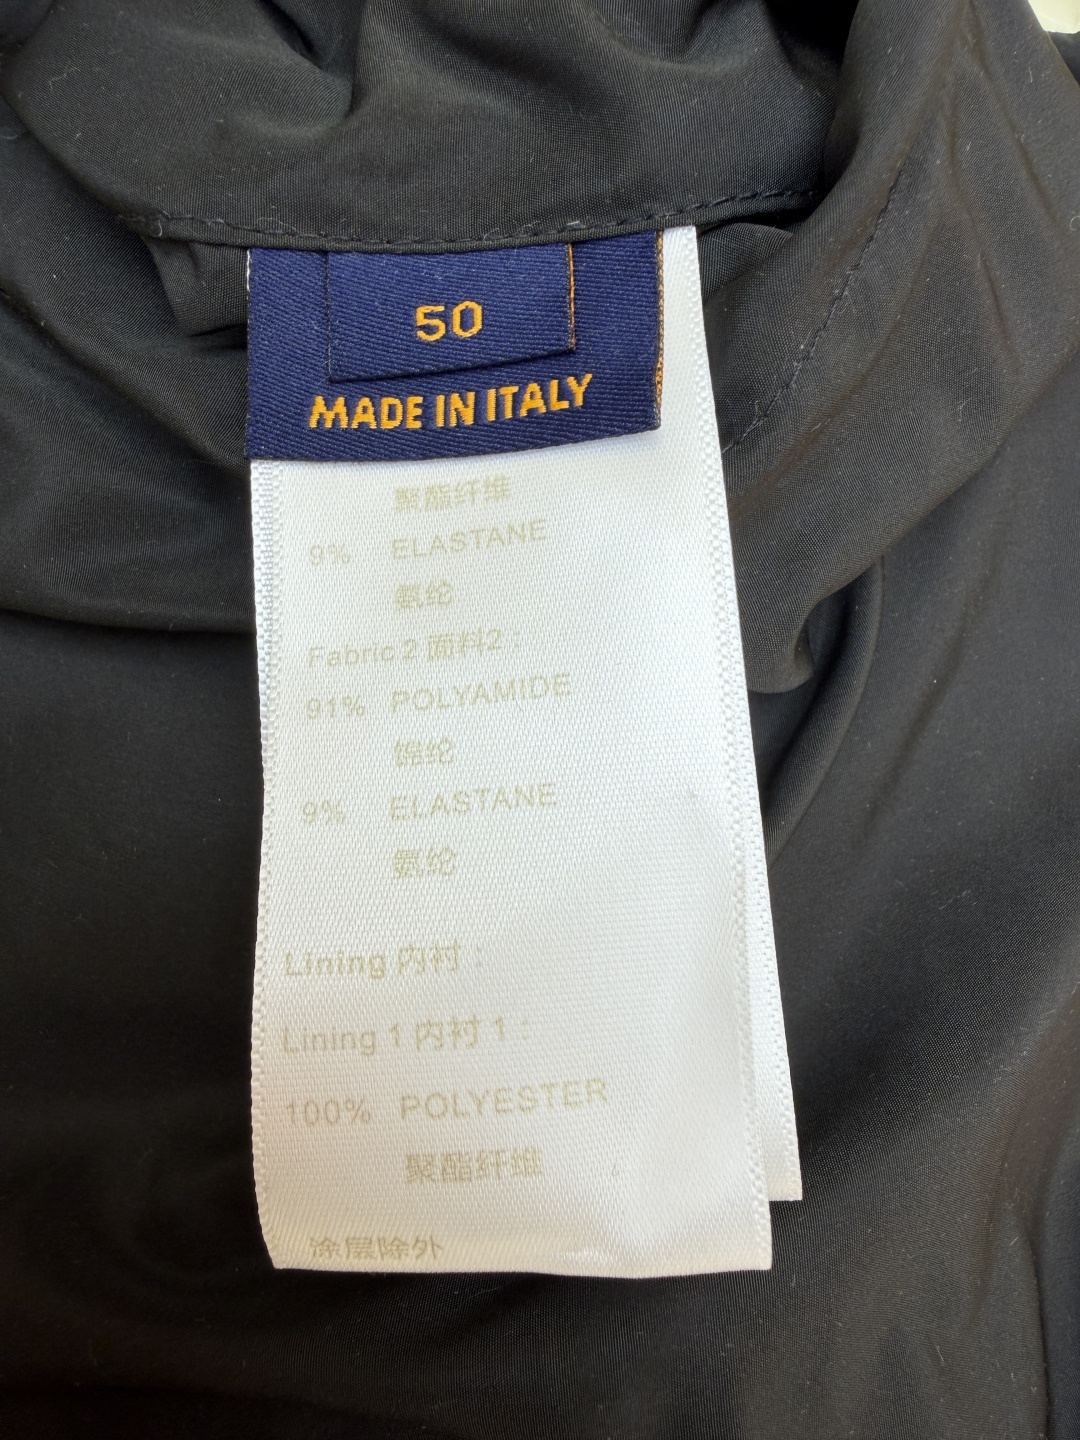 50
MADE IN ITALY
聚酯纤维
9% ELASTANE
氨纶
Fabric 2 面料2 :
91% POLYAMIDE
锦纶
9% ELASTANE
氨纶
Lining 内衬 :
Lining 1 内衬 1 :
100% POLYESTER
聚酯纤维
涂层除外